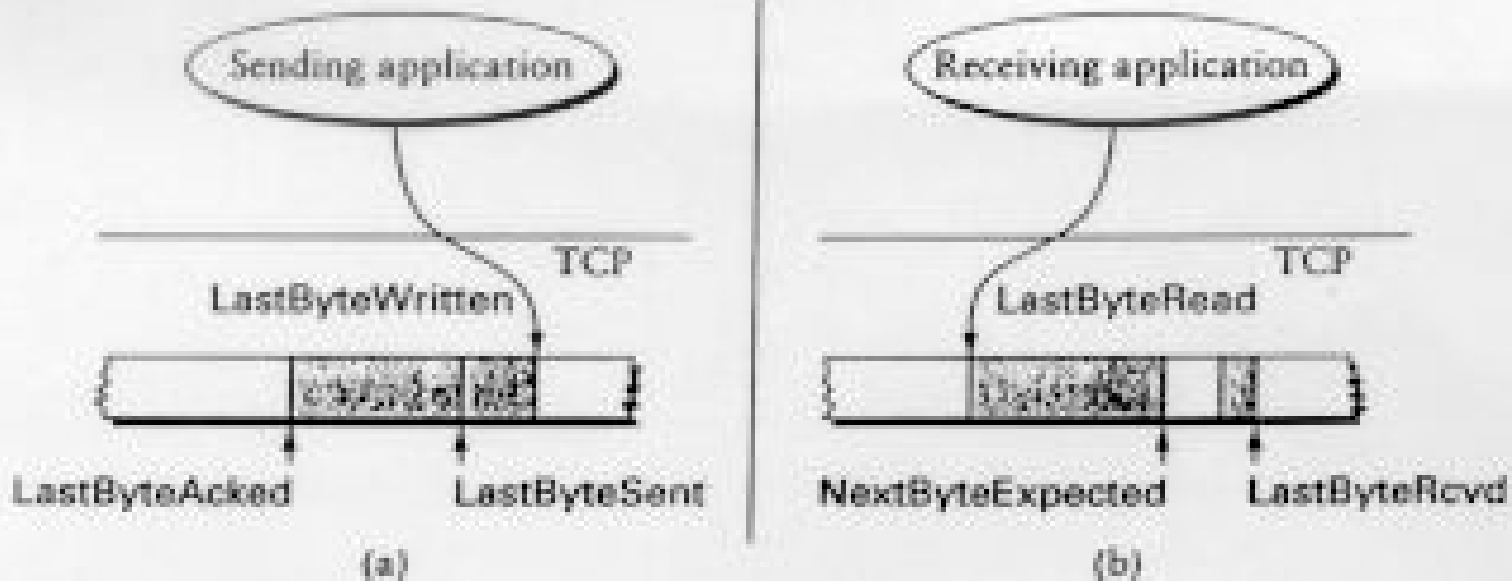 Sending application
TCP
LastByteWritten
LastByteAcked
LastByteSent
(a)
Receiving application
TCP
LastByteRead
NextByteExpected
LastByteRcvd
(b)